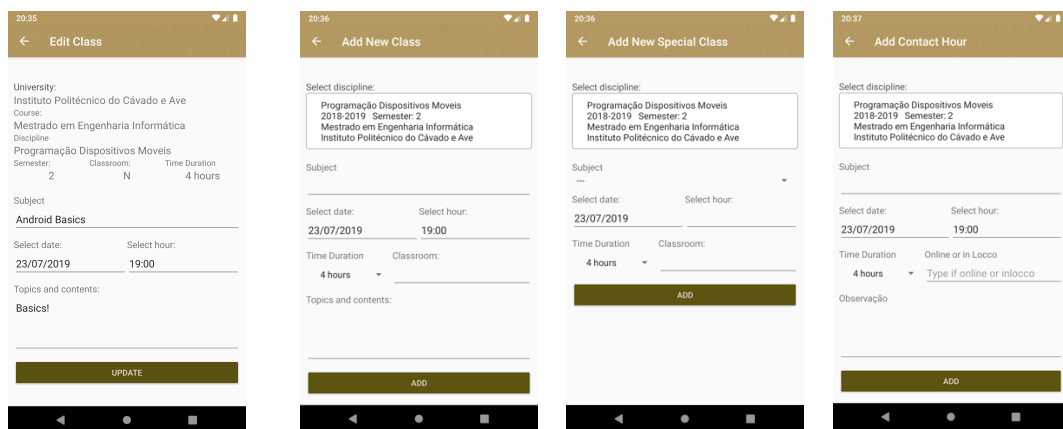 20:35
Edit Class
University:
Instituto Politécnico do Cávado e Ave
Course:
Mestrado em Engenharia Informática
Discipline
Programação Dispositivos Moveis
Semester: Classroom: Time Duration
2 N 4 hours
Subject
Android Basics
Select date: Select hour:
23/07/2019 19:00
Topics and contents:
Basics!
UPDATE
20:36
Add New Class
Select discipline:
Programação Dispositivos Moveis
2018-2019 Semester: 2
Mestrado em Engenharia Informática
Instituto Politécnico do Cávado e Ave
Subject
Select date: Select hour:
23/07/2019 19:00
Time Duration Classroom:
4 hours
Topics and contents:
ADD
20:36
Add New Special Class
Select discipline:
Programação Dispositivos Moveis
2018-2019 Semester: 2
Mestrado em Engenharia Informática
Instituto Politécnico do Cávado e Ave
Subject
---
Select date: Select hour:
23/07/2019
Time Duration Classroom:
4 hours
ADD
20:37
Add Contact Hour
Select discipline:
Programação Dispositivos Moveis
2018-2019 Semester: 2
Mestrado em Engenharia Informática
Instituto Politécnico do Cávado e Ave
Subject
Select date: Select hour:
23/07/2019 19:00
Time Duration Online or in Locco
4 hours Type if online or inlocco
Observação
ADD